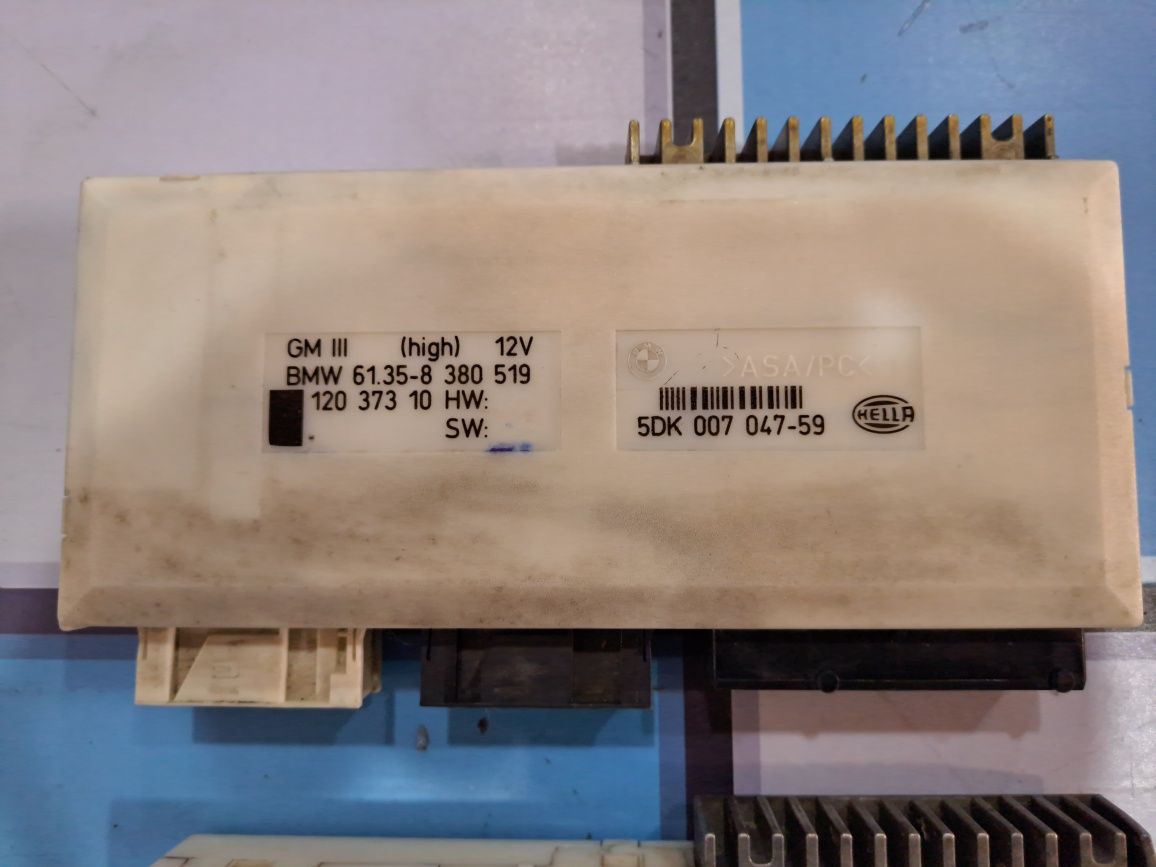 GM III (high) 12V
BMW 61.35-8 380 519
120 373 10 HW:
SW:
>ASA/PC<
5DK 007 047-59
HELLA